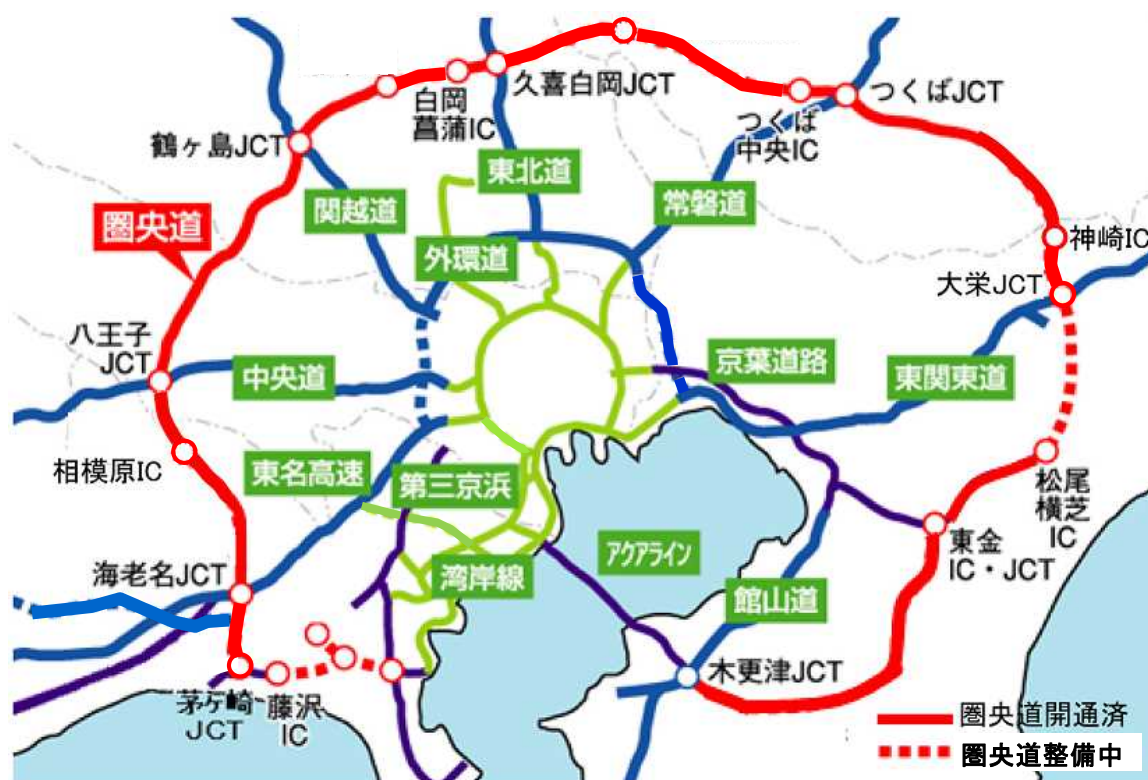 久喜白岡JCT
つくばJCT
白岡
菖蒲IC
つくば
中央IC
鶴ヶ島JCT
東北道
常磐道
関越道
圏央道
外環道
神崎IC
大栄JCT
八王子
JCT
中央道
京葉道路
東関東道
相模原IC
東名高速
第三京浜
松尾
横芝
IC
東金
IC・JCT
アクアライン
海老名JCT
湾岸線
館山道
木更津JCT
茅ヶ崎
JCT
藤沢
IC
圏央道開通済
圏央道整備中